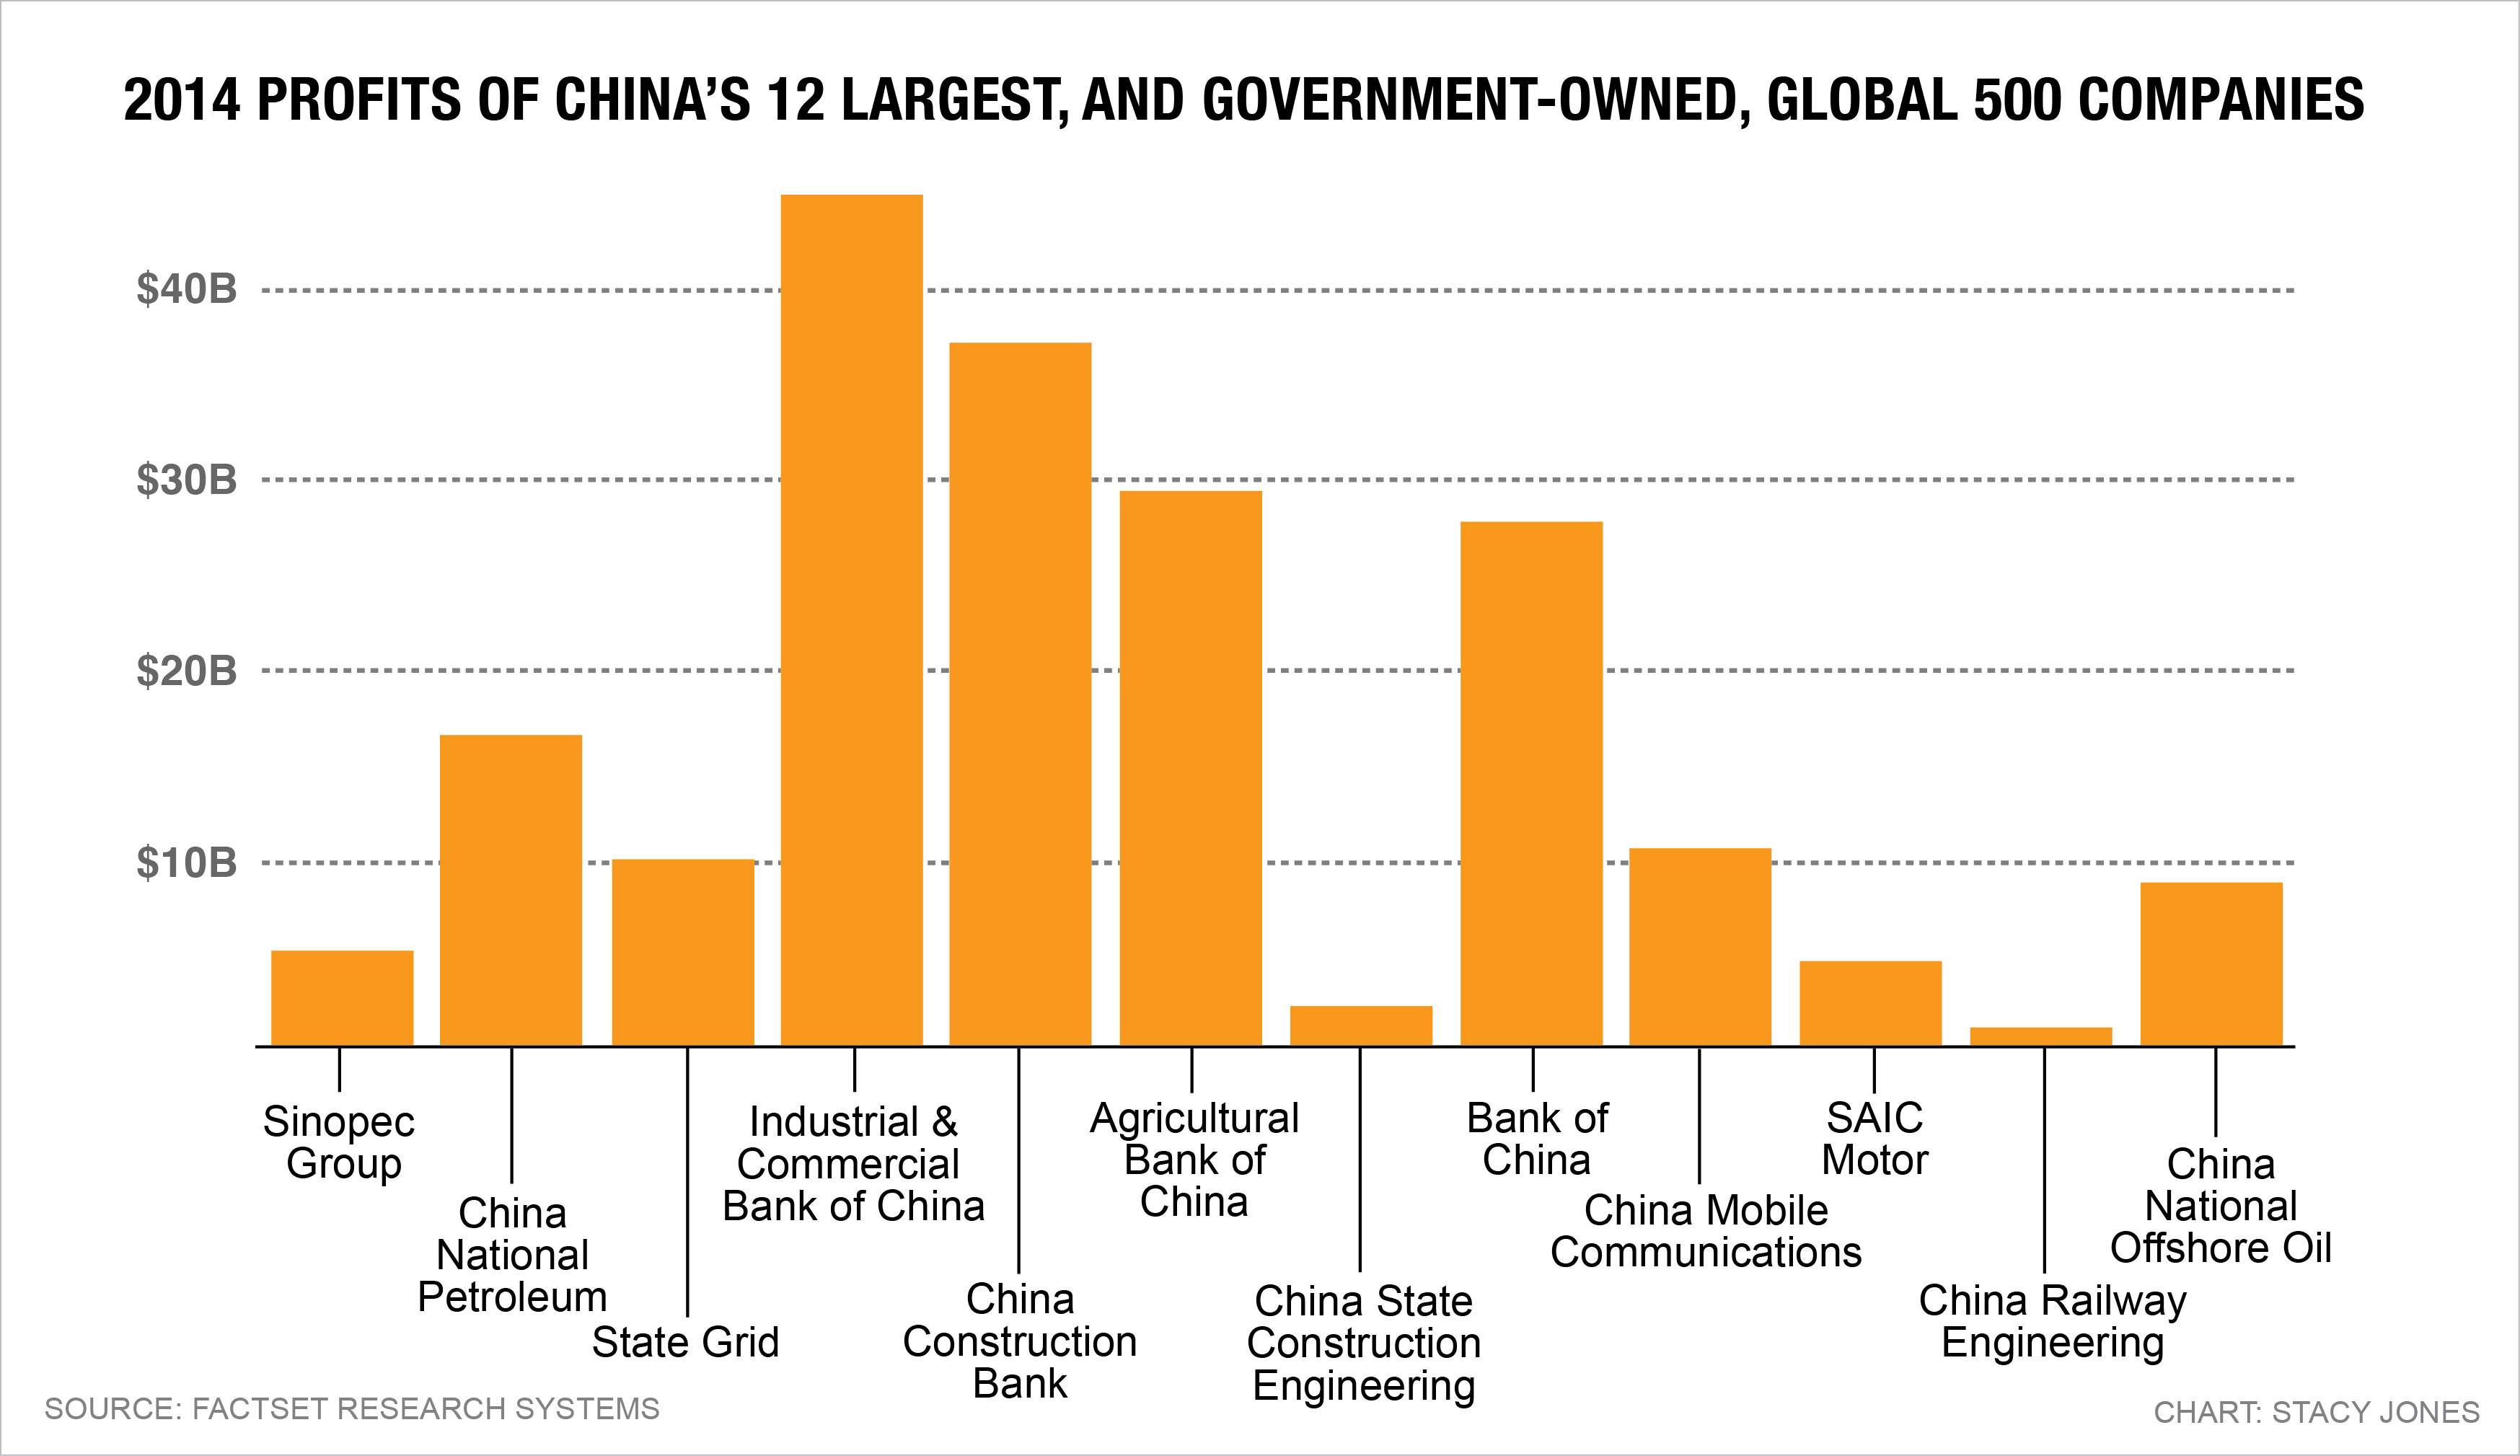 2014 PROFITS OF CHINA’S 12 LARGEST, AND GOVERNMENT-OWNED, GLOBAL 500 COMPANIES
$40B
$30B
$20B
$10B
Sinopec
Group
China
National
Petroleum
State Grid
Industrial &
Commercial
Bank of China
China
Construction
Bank
Agricultural
Bank of
China
China State
Construction
Engineering
Bank of
China
China Mobile
Communications
SAIC
Motor
China Railway
Engineering
China
National
Offshore Oil
SOURCE: FACTSET RESEARCH SYSTEMS
CHART: STACY JONES